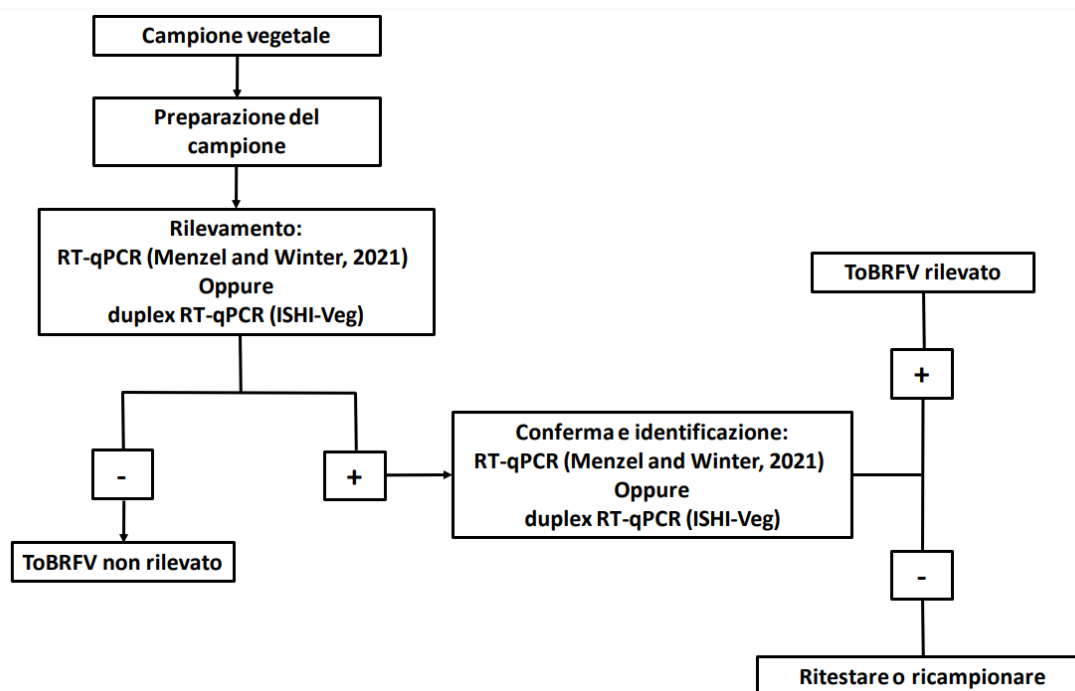 Campione vegetale
Preparazione del
campione
Rilevamento:
RT-qPCR (Menzel and Winter, 2021)
Oppure
duplex RT-qPCR (ISHI-Veg)
-
+
ToBRFV non rilevato
Conferma e identificazione:
RT-qPCR (Menzel and Winter, 2021)
Oppure
duplex RT-qPCR (ISHI-Veg)
ToBRFV rilevato
+
-
Ritestare o ricampionare